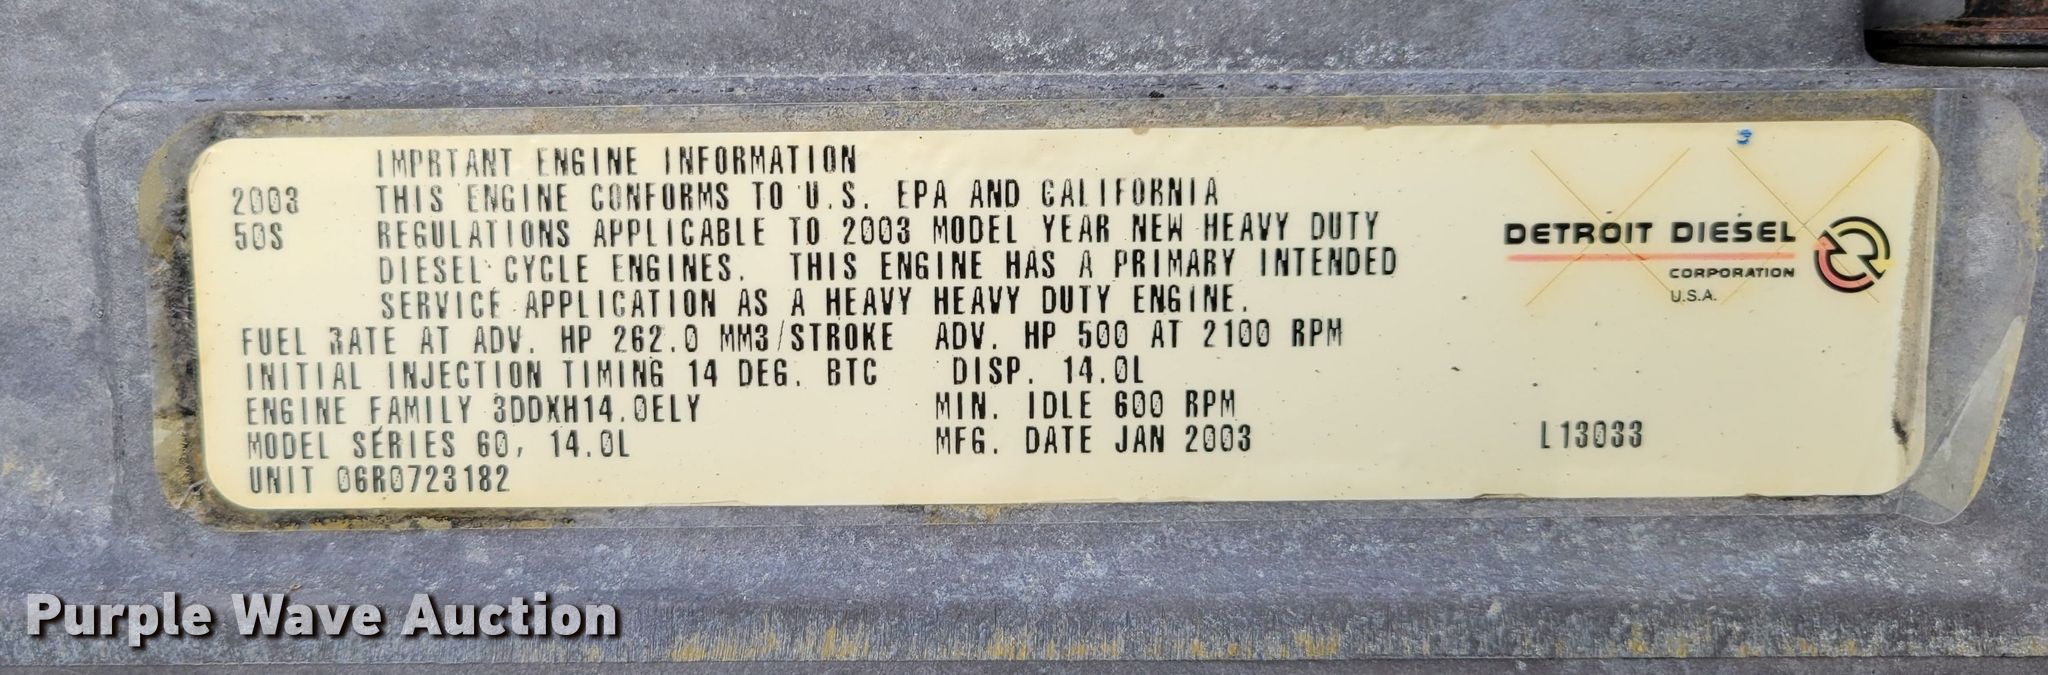 IMPRTANT ENGINE INFORMATION
2003 THIS ENGINE CONFORMS TO U.S. EPA AND CALIFORNIA
50S REGULATIONS APPLICABLE TO 2003 MODEL YEAR NEW HEAVY DUTY
DIESEL CYCLE ENGINES. THIS ENGINE HAS A PRIMARY INTENDED
SERVICE APPLICATION AS A HEAVY HEAVY DUTY ENGINE.
FUEL RATE AT ADV. HP 262.0 MM3/STROKE ADV. HP 500 AT 2100 RPM
INITIAL INJECTION TIMING 14 DEG. BTC DISP. 14.0L
ENGINE FAMILY 3DDXH14.0ELY MIN. IDLE 600 RPM
MODEL SERIES 60, 14.0L MFG. DATE JAN 2003 L13033
UNIT 06R0723182
DETROIT DIESEL
CORPORATION
U.S.A.
Purple Wave Auction